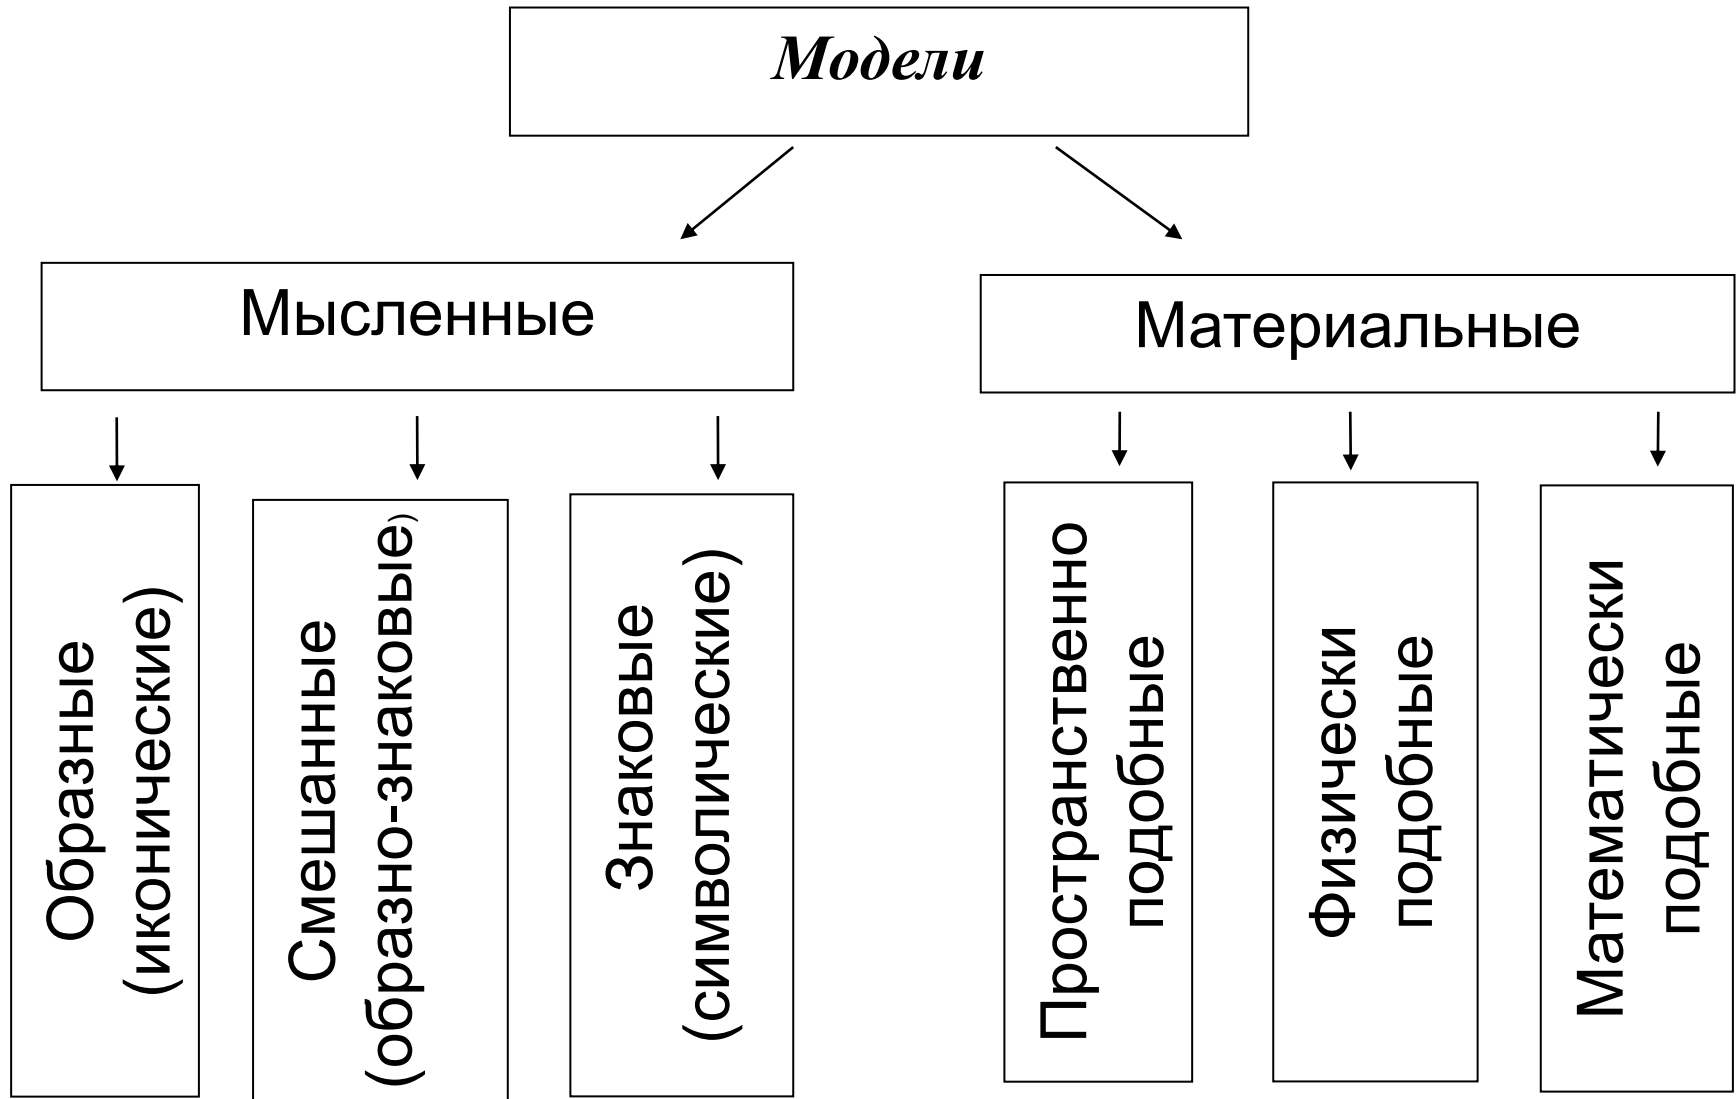 Модели
Мысленные
Материальные
Образные
(иконические)
Смешанные
(образно-знаковые)
Знаковые
(символические)
Пространственно
подобные
Физически
подобные
Математически
подобные